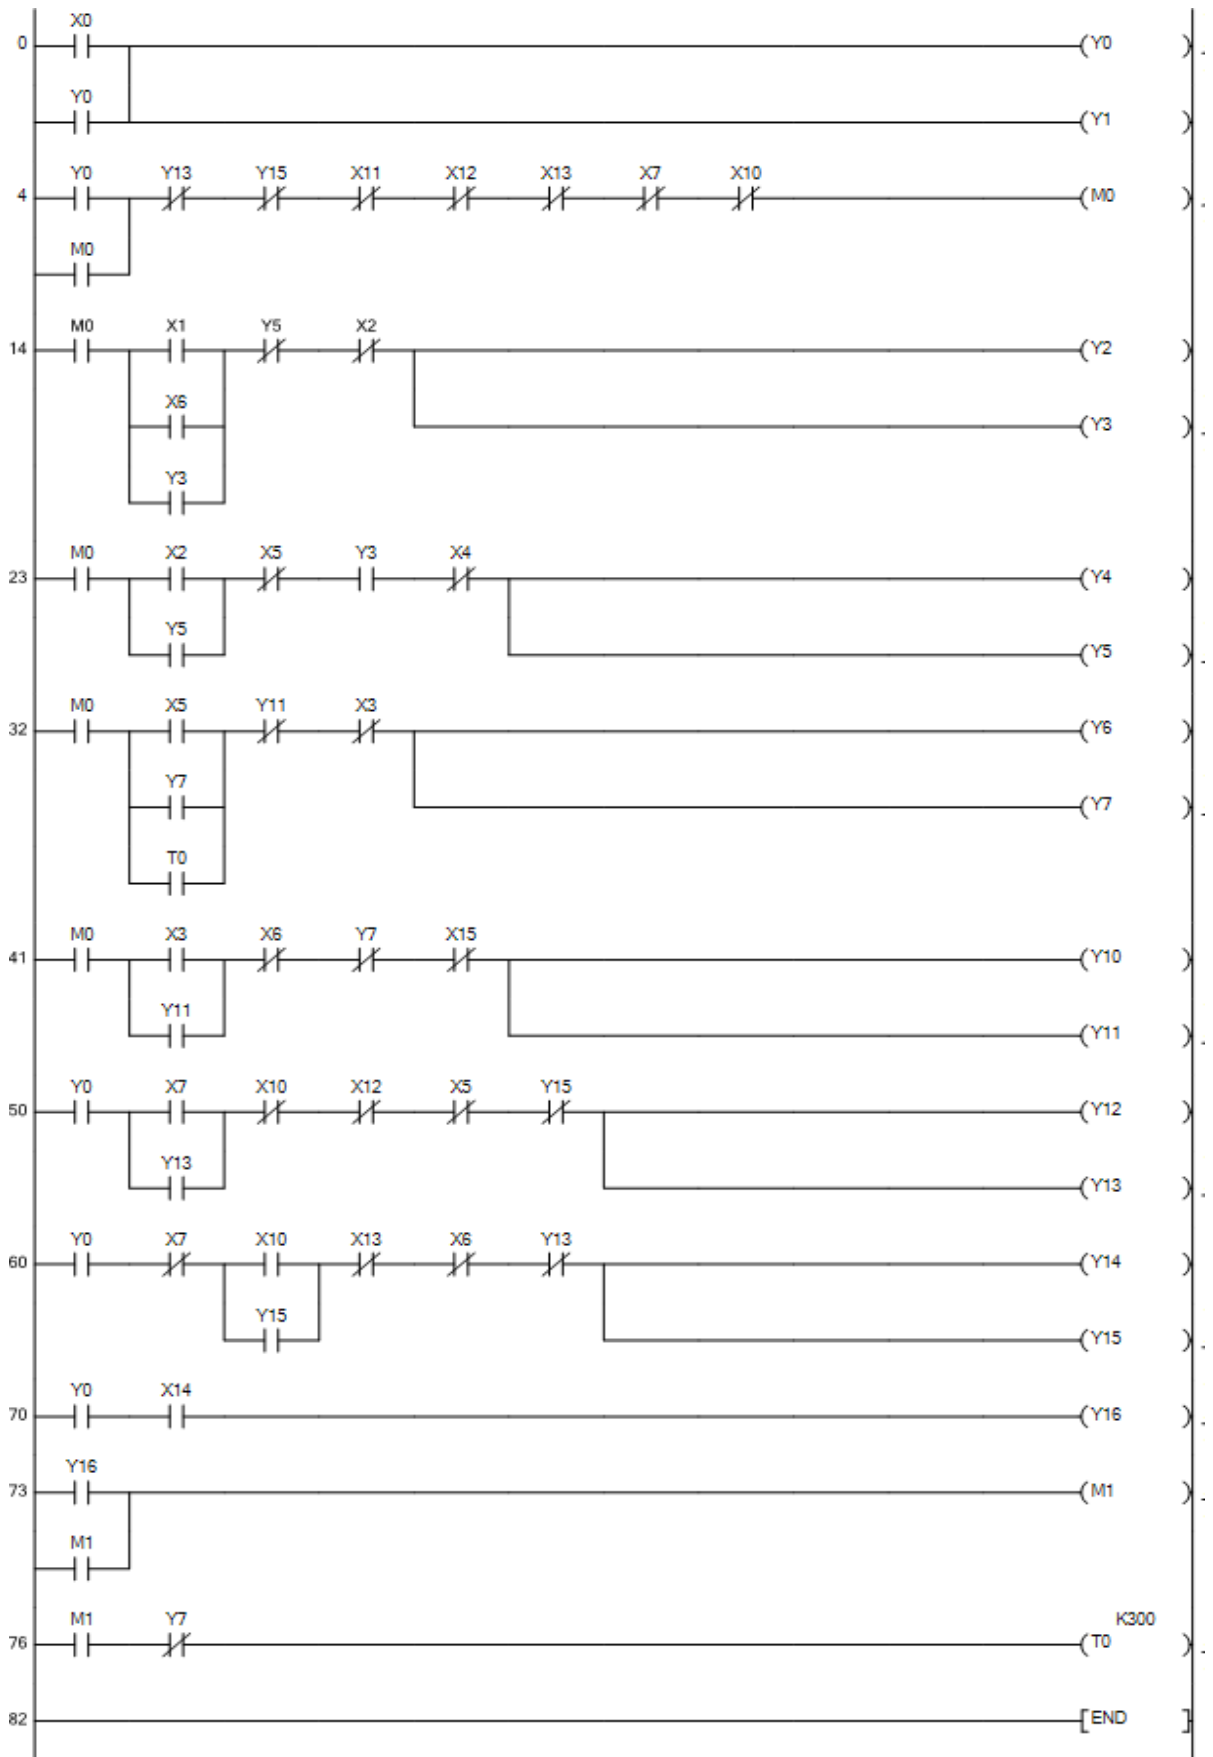 X0
0 (Y0 )
Y0
(Y1 )
Y0 Y13 Y15 X11 X12 X13 X7 X10
4 (M0 )
M0
M0 X1 Y5 X2
14 (Y2 )
X6
(Y3 )
Y3
M0 X2 X5 Y3 X4
23 (Y4 )
Y5
(Y5 )
M0 X5 Y11 X3
32 (Y6 )
Y7
(Y7 )
T0
M0 X3 X6 Y7 X15
41 (Y10 )
Y11
(Y11 )
Y0 X7 X10 X12 X5 Y15
50 (Y12 )
Y13
(Y13 )
Y0 X7 X10 X13 X6 Y13
60 (Y14 )
Y15
(Y15 )
Y0 X14
70 (Y16 )
Y16
73 (M1 )
M1
M1 Y7 K300
76 (T0 )
82 [END ]